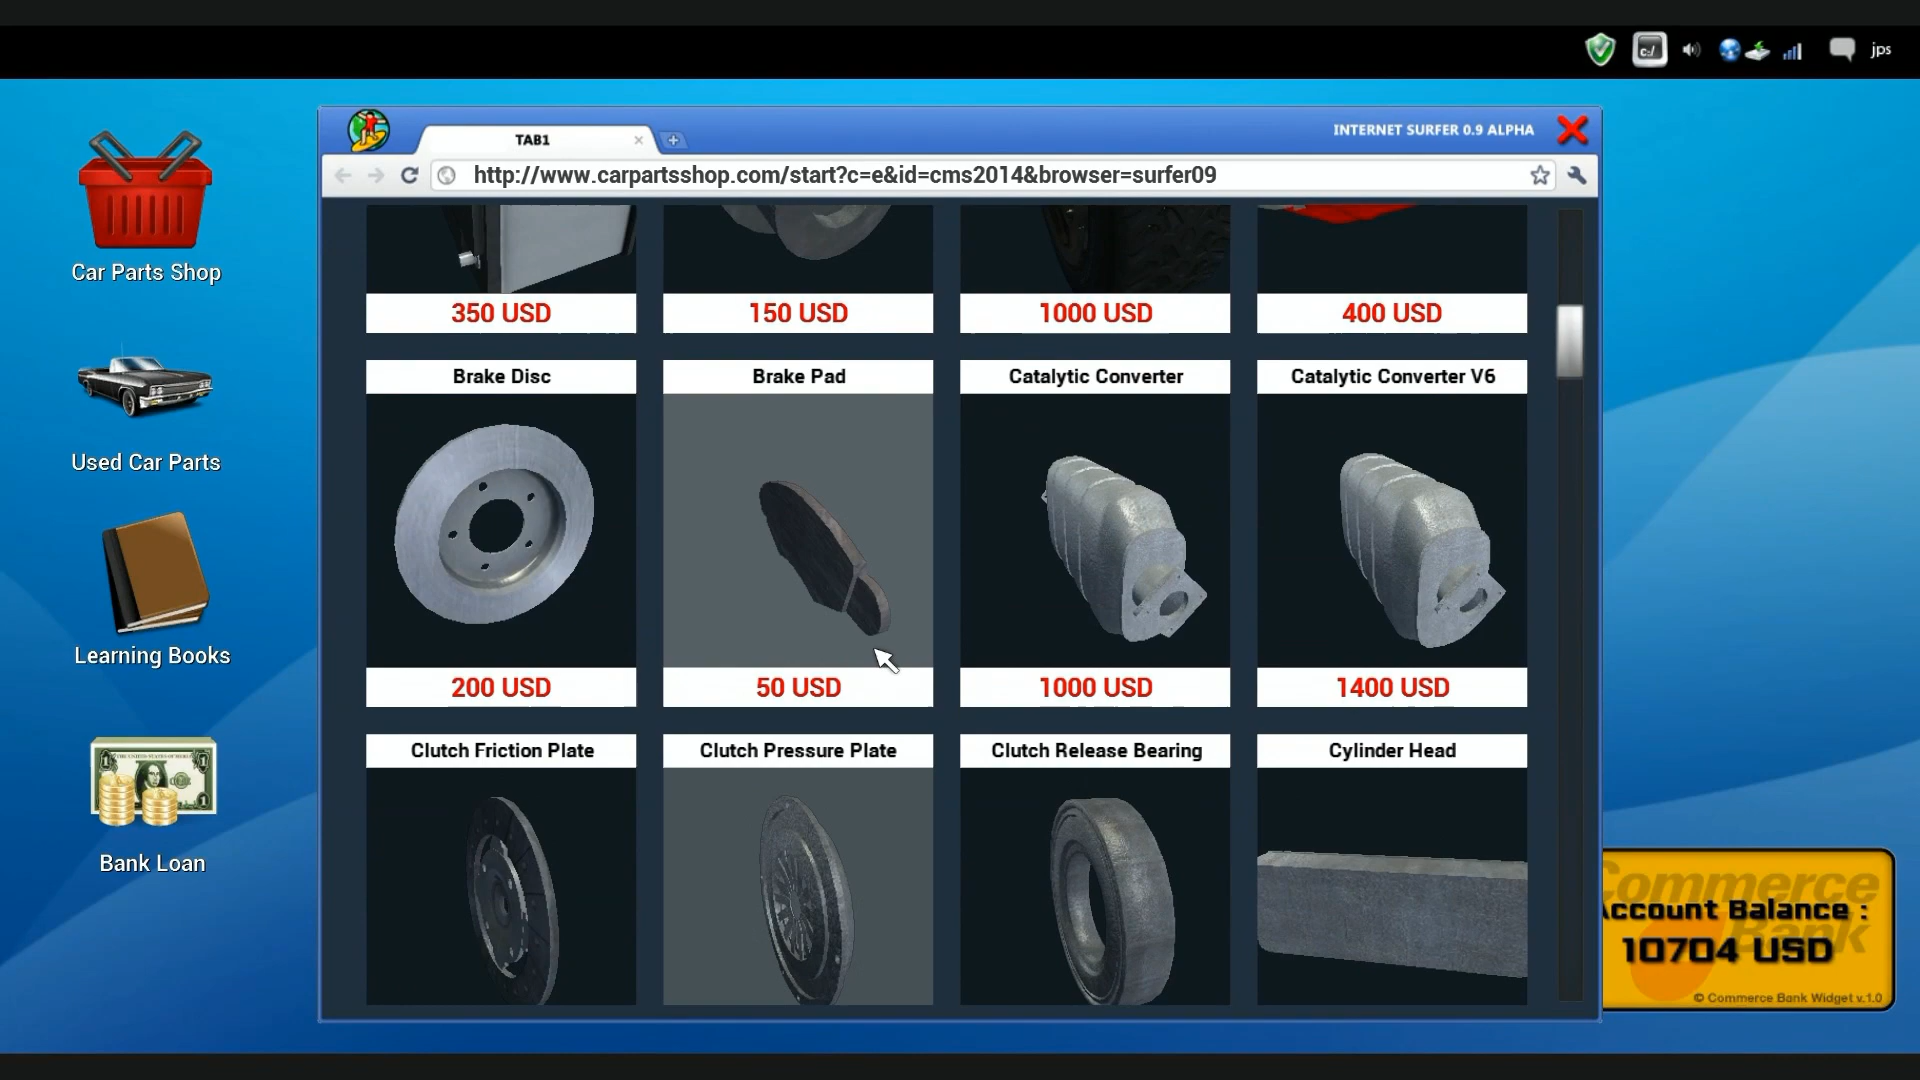 c:/
jps
TAB1
INTERNET SURFER 0.9 ALPHA
http://www.carpartsshop.com/start?c=e&id=cms2014&browser=surfer09
Car Parts Shop
Used Car Parts
Learning Books
Bank Loan
350 USD
150 USD
1000 USD
400 USD
Brake Disc
Brake Pad
Catalytic Converter
Catalytic Converter V6
200 USD
50 USD
1000 USD
1400 USD
Clutch Friction Plate
Clutch Pressure Plate
Clutch Release Bearing
Cylinder Head
Commerce
Bank
Account Balance :
10704 USD
© Commerce Bank Widget v.1.0